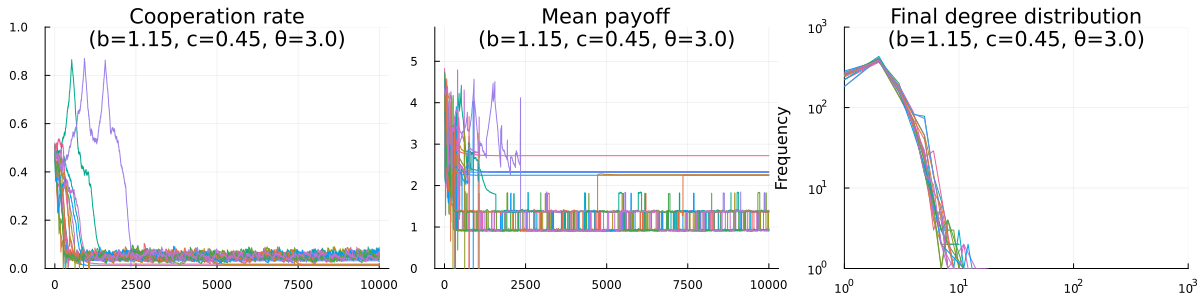 Cooperation rate
(b=1.15, c=0.45, θ=3.0)
1.0
0.8
0.6
0.4
0.2
0.0
0 2500 5000 7500 10000
Mean payoff
(b=1.15, c=0.45, θ=3.0)
5
4
3
2
1
0
0 2500 5000 7500 10000
Final degree distribution
(b=1.15, c=0.45, θ=3.0)
Frequency
10³
10²
10¹
10⁰
10⁰ 10¹ 10² 10³